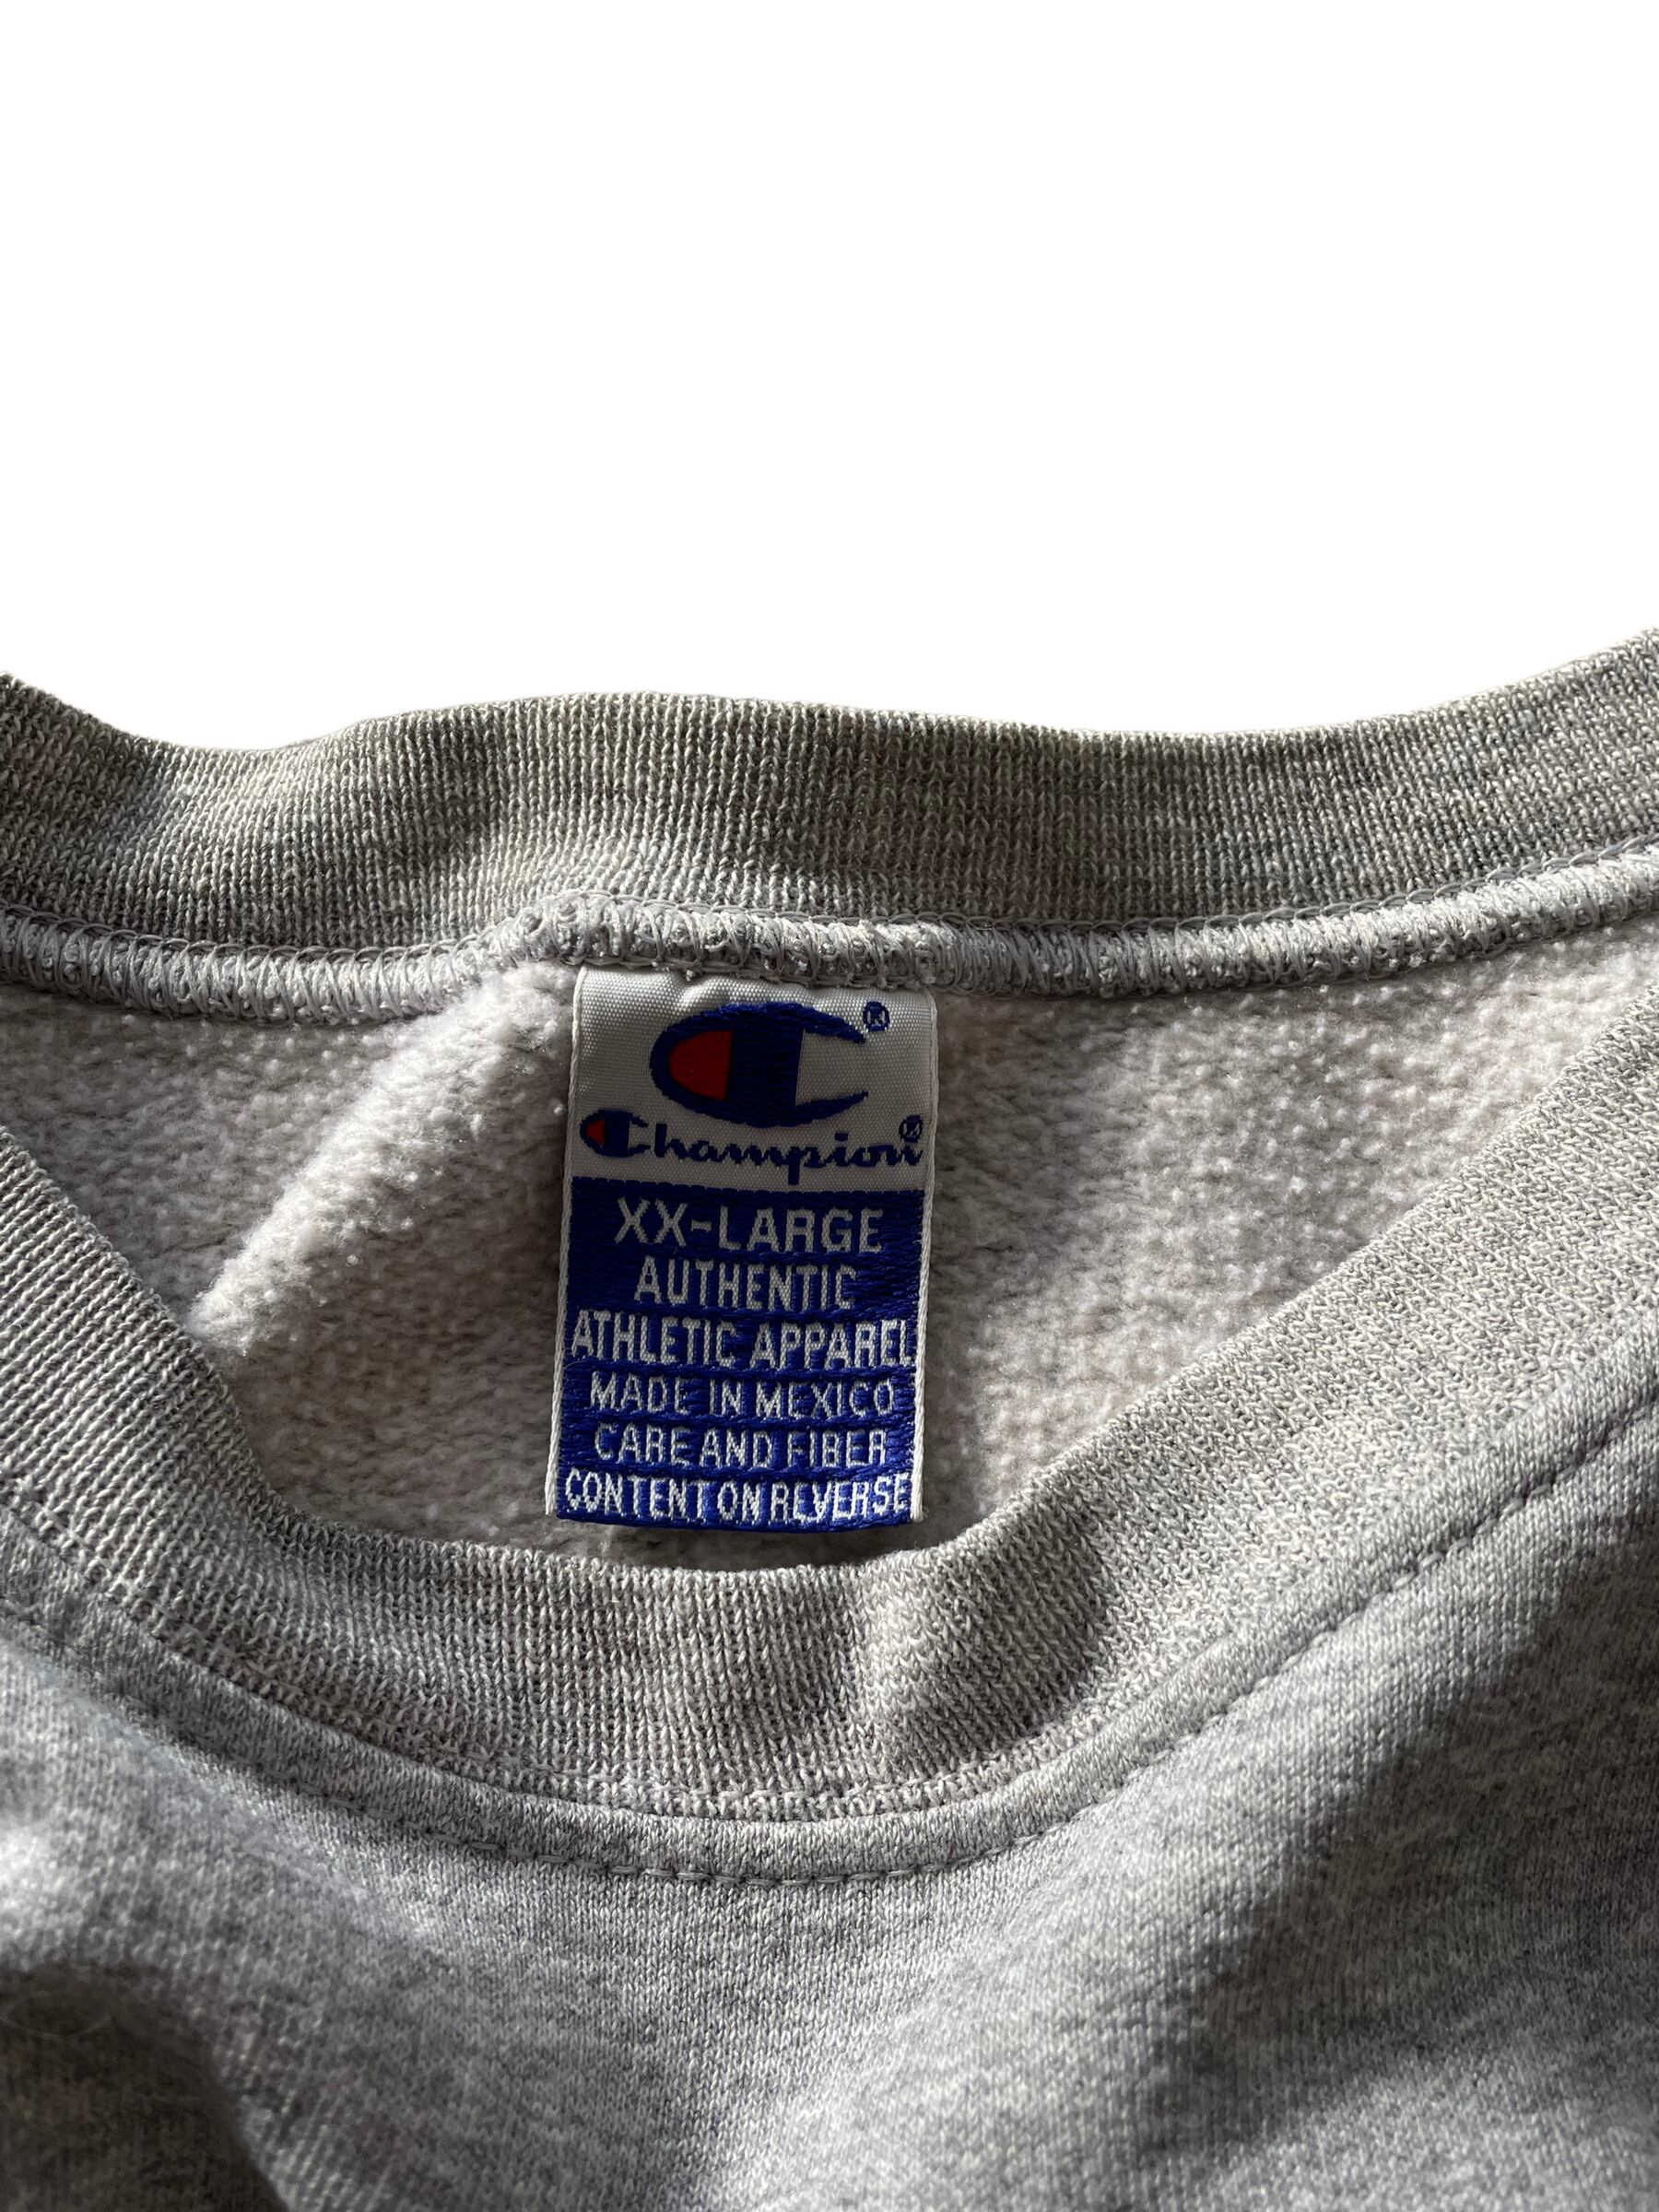 ®
Champion®
XX-LARGE
AUTHENTIC
ATHLETIC APPAREL
MADE IN MEXICO
CARE AND FIBER
CONTENT ON REVERSE